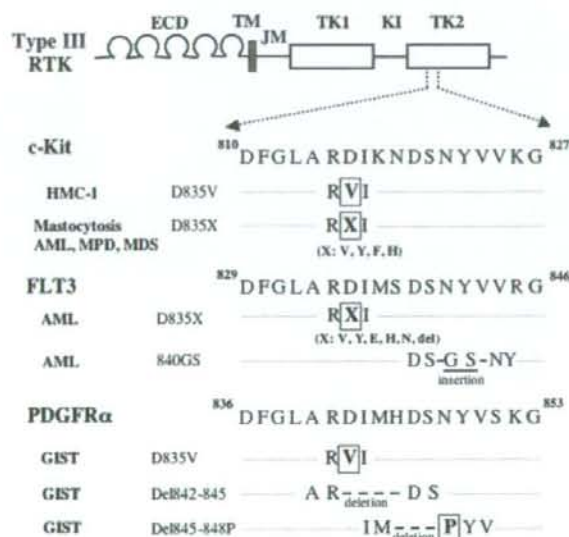 ECD TM TK1 KI TK2
Type III RTK
JM
c-Kit 810 DFGLARDIKNDSNYVVKG 827
HMC-1 D835V RVI
Mastocytosis AML, MPD, MDS D835X RXI
(X: V, Y, F, H)
FLT3 829 DFGLARDIMSDSNYVVRG 846
AML D835X RXI
(X: V, Y, E, H, N, del)
AML 840GS DS-GS-NY
insertion
PDGFRα 836 DFGLARDIMHDSNYVSKG 853
GIST D835V RVI
GIST Del842-845 AR----DS
deletion
GIST Del845-848P IM----PYV
deletion